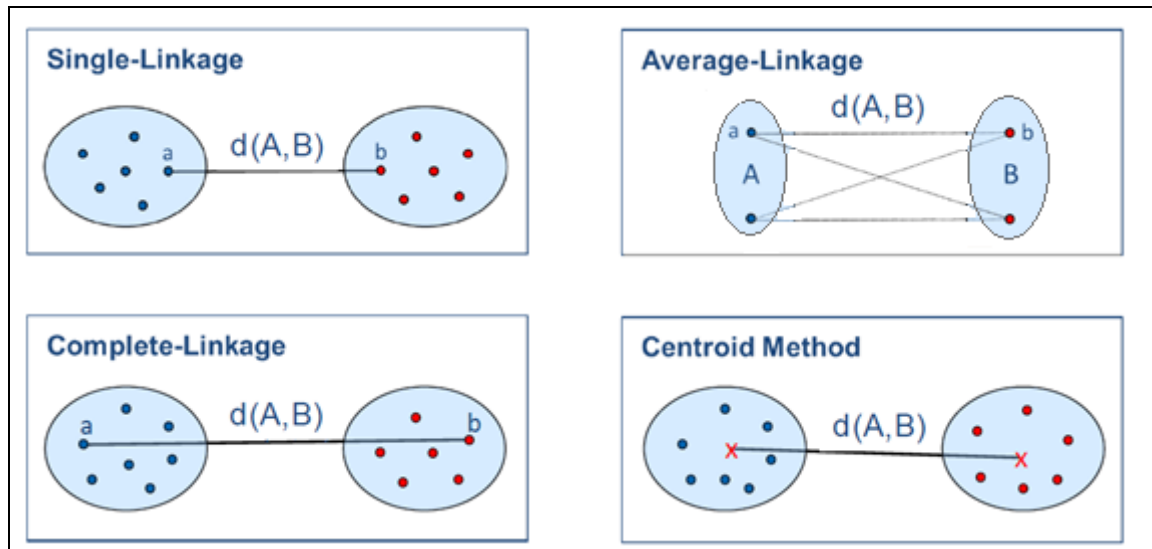 Single-Linkage
a
d(A,B)
b
Average-Linkage
d(A,B)
a
b
A
B
Complete-Linkage
a
d(A,B)
b
Centroid Method
d(A,B)
X
X